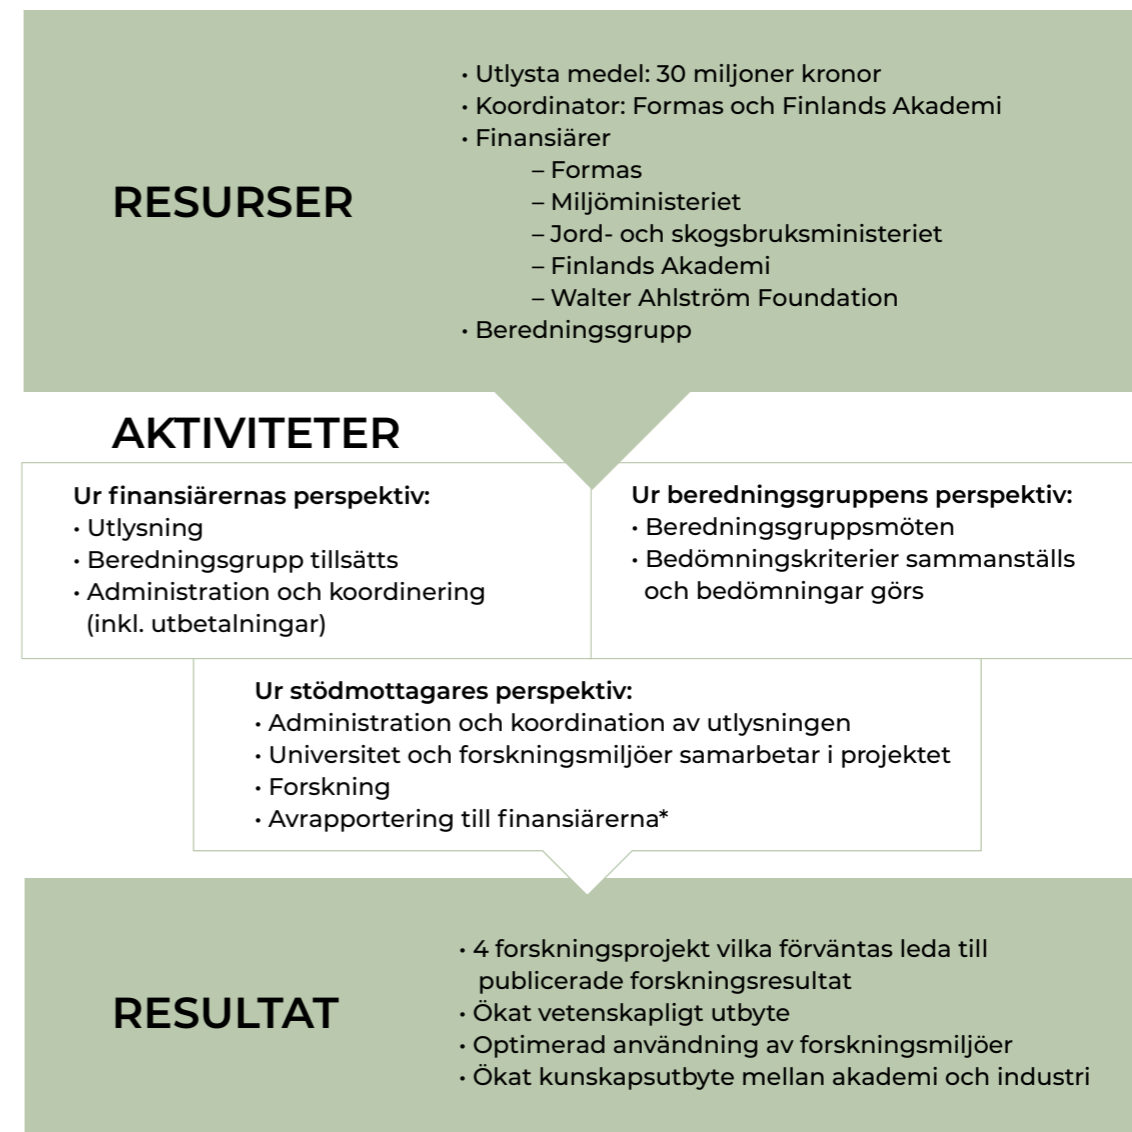 RESURSER
· Utlysta medel: 30 miljoner kronor
· Koordinator: Formas och Finlands Akademi
· Finansiärer
– Formas
– Miljöministeriet
– Jord- och skogsbruksministeriet
– Finlands Akademi
– Walter Ahlström Foundation
· Beredningsgrupp
AKTIVITETER
Ur finansiärernas perspektiv:
· Utlysning
· Beredningsgrupp tillsätts
· Administration och koordinering
(inkl. utbetalningar)
Ur beredningsgruppens perspektiv:
· Beredningsgruppsmöten
· Bedömningskriterier sammanställs
och bedömningar görs
Ur stödmottagares perspektiv:
· Administration och koordination av utlysningen
· Universitet och forskningsmiljöer samarbetar i projektet
· Forskning
· Avrapportering till finansiärerna*
RESULTAT
· 4 forskningsprojekt vilka förväntas leda till
publicerade forskningsresultat
· Ökat vetenskapligt utbyte
· Optimerad användning av forskningsmiljöer
· Ökat kunskapsutbyte mellan akademi och industri